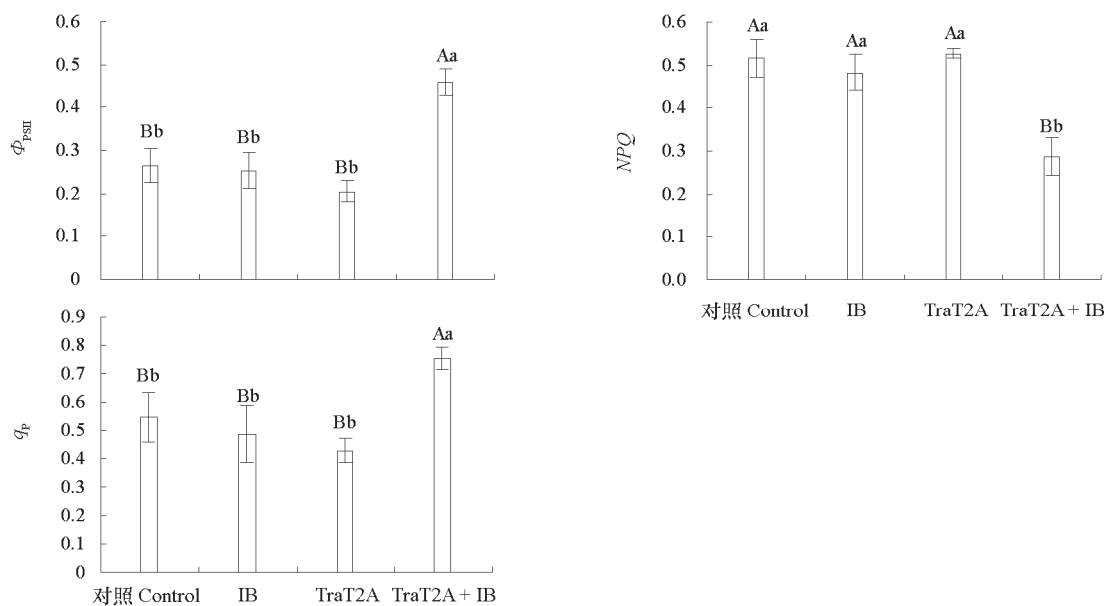 0.6
0.5
0.4
0.3
0.2
0.1
0
Φ_PSII
Bb
Bb
Bb
Aa
0.6
0.5
0.4
0.3
0.2
0.1
0.0
NPQ
Aa
Aa
Aa
Bb
对照 Control
IB
TraT2A
TraT2A + IB
0.9
0.8
0.7
0.6
0.5
0.4
0.3
0.2
0.1
0
q_P
Bb
Bb
Bb
Aa
对照 Control
IB
TraT2A
TraT2A + IB